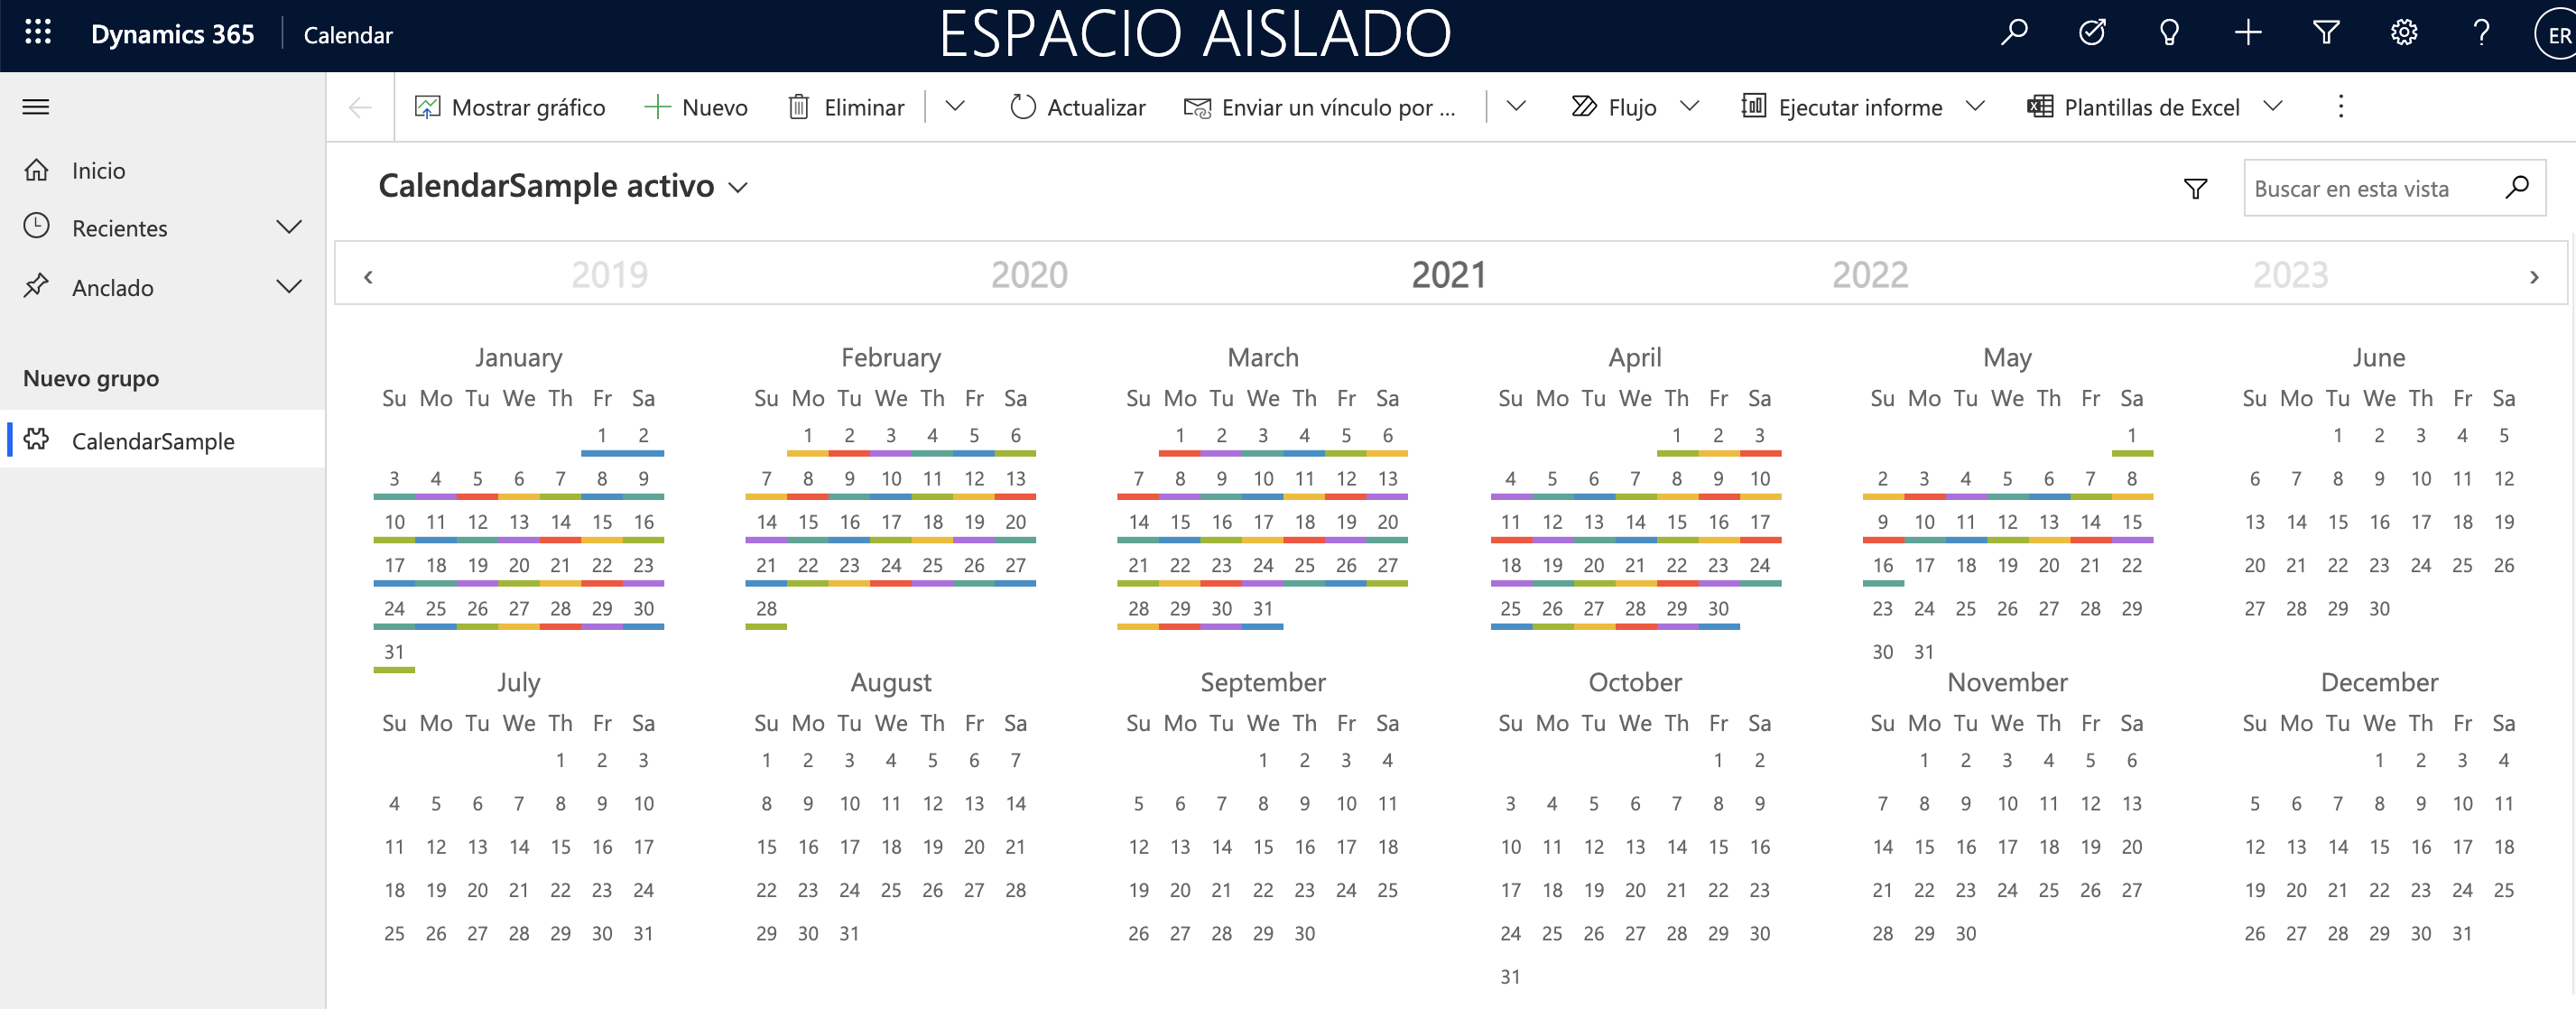 Dynamics 365 Calendar ESPACIO AISLADO ER
Mostrar gráfico Nuevo Eliminar Actualizar Enviar un vínculo por ... Flujo Ejecutar informe Plantillas de Excel
Inicio
Recientes
Anclado
Nuevo grupo
CalendarSample
CalendarSample activo Buscar en esta vista
2019 2020 2021 2022 2023
January
Su Mo Tu We Th Fr Sa
1 2
3 4 5 6 7 8 9
10 11 12 13 14 15 16
17 18 19 20 21 22 23
24 25 26 27 28 29 30
31
February
Su Mo Tu We Th Fr Sa
1 2 3 4 5 6
7 8 9 10 11 12 13
14 15 16 17 18 19 20
21 22 23 24 25 26 27
28
March
Su Mo Tu We Th Fr Sa
1 2 3 4 5 6
7 8 9 10 11 12 13
14 15 16 17 18 19 20
21 22 23 24 25 26 27
28 29 30 31
April
Su Mo Tu We Th Fr Sa
1 2 3
4 5 6 7 8 9 10
11 12 13 14 15 16 17
18 19 20 21 22 23 24
25 26 27 28 29 30
May
Su Mo Tu We Th Fr Sa
1
2 3 4 5 6 7 8
9 10 11 12 13 14 15
16 17 18 19 20 21 22
23 24 25 26 27 28 29
30 31
June
Su Mo Tu We Th Fr Sa
1 2 3 4 5
6 7 8 9 10 11 12
13 14 15 16 17 18 19
20 21 22 23 24 25 26
27 28 29 30
July
Su Mo Tu We Th Fr Sa
1 2 3
4 5 6 7 8 9 10
11 12 13 14 15 16 17
18 19 20 21 22 23 24
25 26 27 28 29 30 31
August
Su Mo Tu We Th Fr Sa
1 2 3 4 5 6 7
8 9 10 11 12 13 14
15 16 17 18 19 20 21
22 23 24 25 26 27 28
29 30 31
September
Su Mo Tu We Th Fr Sa
1 2 3 4
5 6 7 8 9 10 11
12 13 14 15 16 17 18
19 20 21 22 23 24 25
26 27 28 29 30
October
Su Mo Tu We Th Fr Sa
1 2
3 4 5 6 7 8 9
10 11 12 13 14 15 16
17 18 19 20 21 22 23
24 25 26 27 28 29 30
31
November
Su Mo Tu We Th Fr Sa
1 2 3 4 5 6
7 8 9 10 11 12 13
14 15 16 17 18 19 20
21 22 23 24 25 26 27
28 29 30
December
Su Mo Tu We Th Fr Sa
1 2 3 4
5 6 7 8 9 10 11
12 13 14 15 16 17 18
19 20 21 22 23 24 25
26 27 28 29 30 31